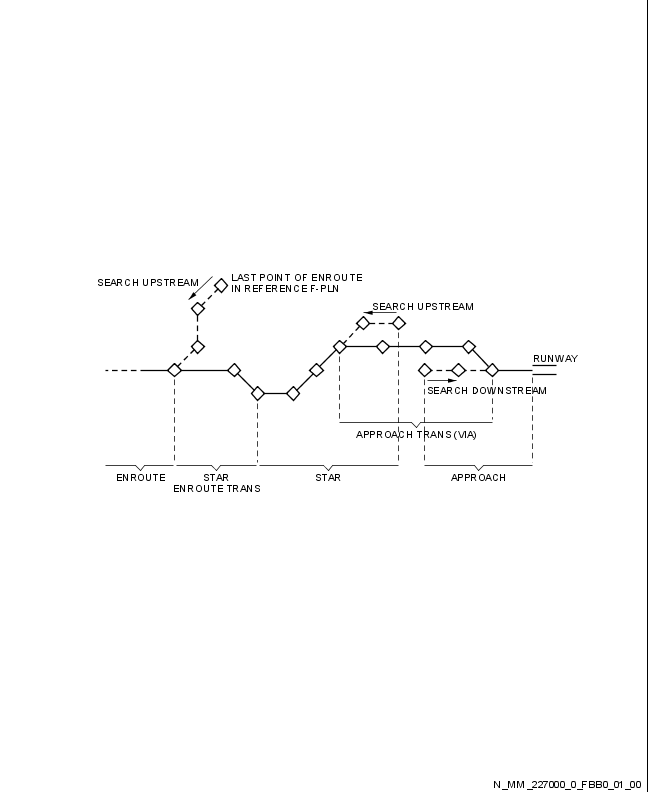 LAST POINT OF ENROUTE
IN REFERENCE F-PLN
SEARCH UPSTREAM
SEARCH UPSTREAM
RUNWAY
SEARCH DOWNSTREAM
APPROACH TRANS (VIA)
ENROUTE
STAR
ENROUTE TRANS
STAR
APPROACH
N_MM_227000_0_FBB0_01_00